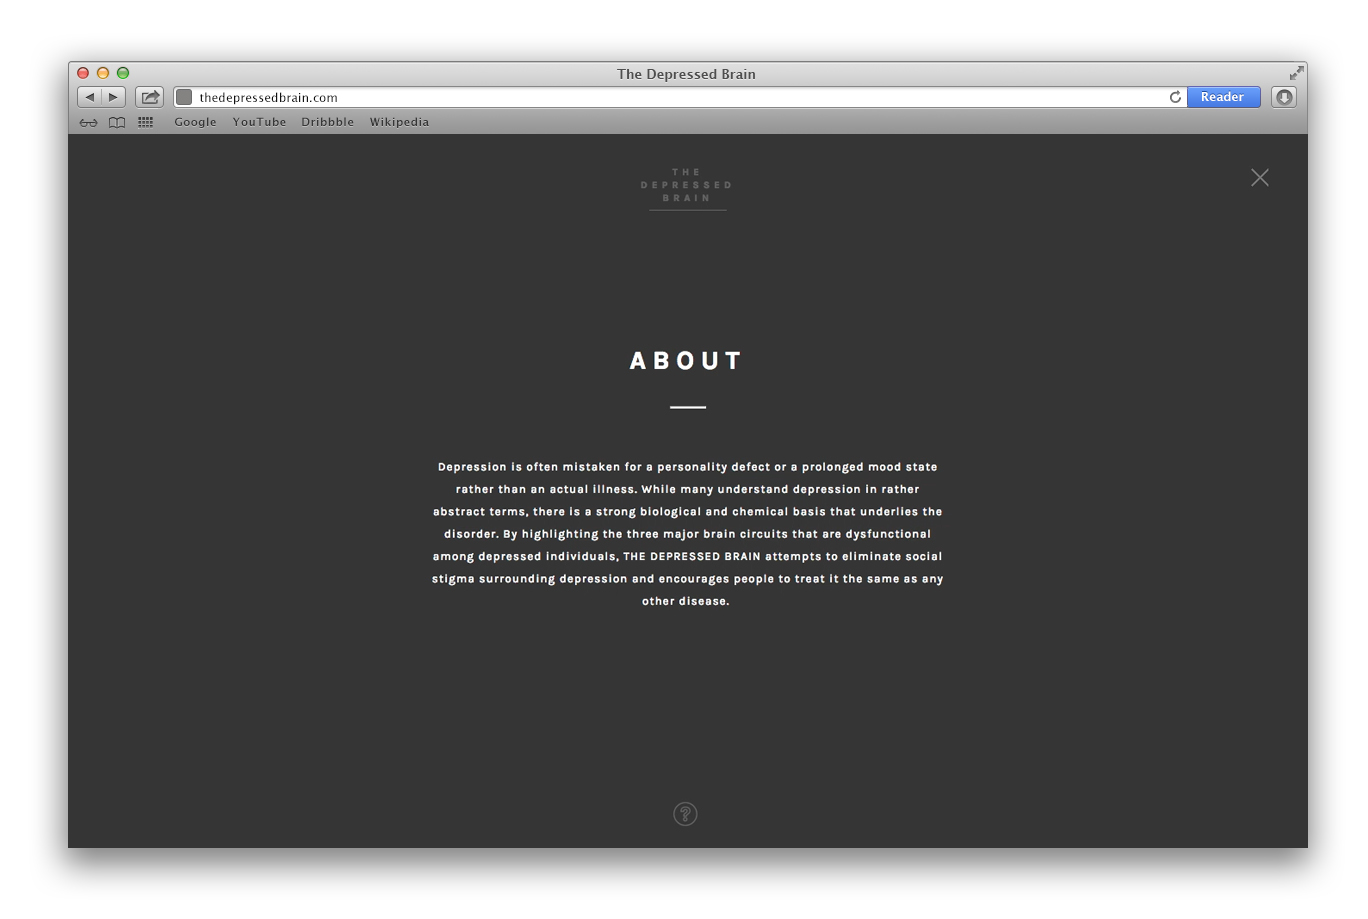 The Depressed Brain
thedepressedbrain.com
Reader
Google YouTube Dribbble Wikipedia
THE
DEPRESSED
BRAIN
ABOUT
Depression is often mistaken for a personality defect or a prolonged mood state
rather than an actual illness. While many understand depression in rather
abstract terms, there is a strong biological and chemical basis that underlies the
disorder. By highlighting the three major brain circuits that are dysfunctional
among depressed individuals, THE DEPRESSED BRAIN attempts to eliminate social
stigma surrounding depression and encourages people to treat it the same as any
other disease.
?